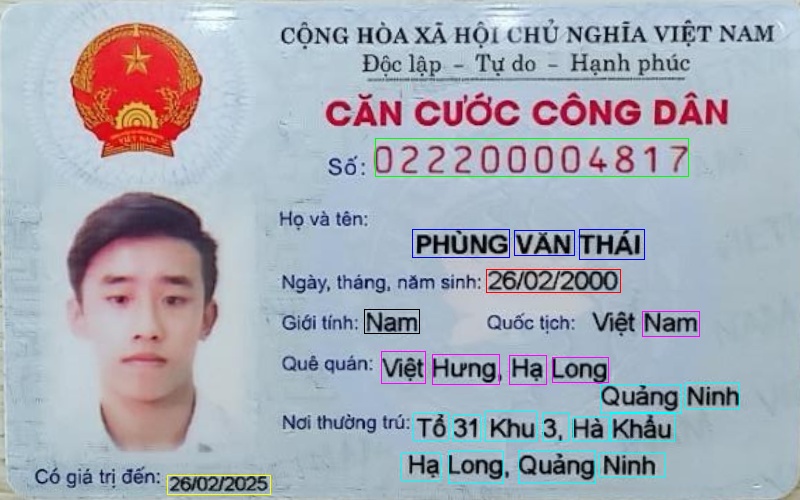 CỘNG HÒA XÃ HỘI CHỦ NGHĨA VIỆT NAM
Độc lập - Tự do - Hạnh phúc
CĂN CƯỚC CÔNG DÂN
Số: 022200004817
Họ và tên:
PHÙNG VĂN THÁI
Ngày, tháng, năm sinh: 26/02/2000
Giới tính: Nam Quốc tịch: Việt Nam
Quê quán: Việt Hưng, Hạ Long
Quảng Ninh
Nơi thường trú: Tổ 31 Khu 3, Hà Khẩu
Hạ Long, Quảng Ninh
Có giá trị đến: 26/02/2025